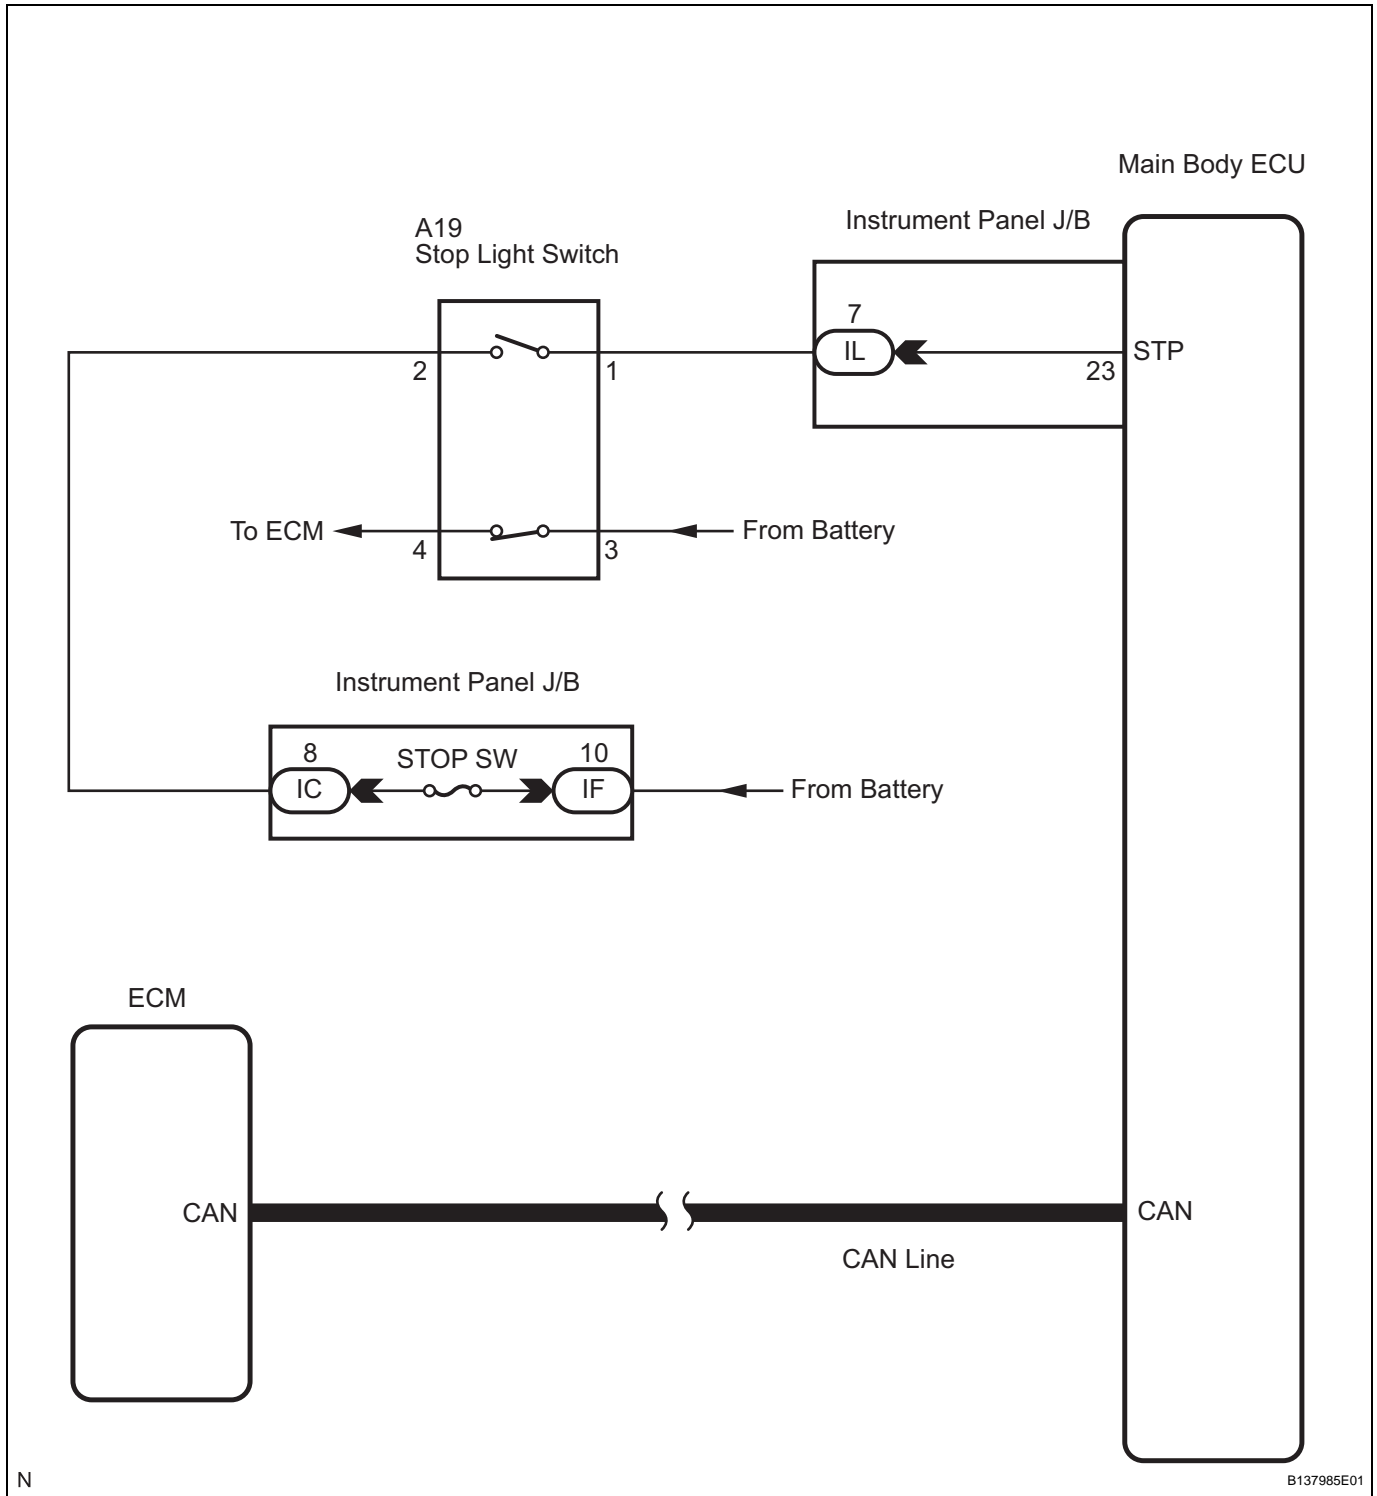 Main Body ECU
Instrument Panel J/B
A19
Stop Light Switch
7
IL
STP
2
1
23
To ECM
From Battery
4
3
Instrument Panel J/B
8
STOP SW
10
IC
IF
From Battery
ECM
CAN
CAN
CAN Line
N
B137985E01